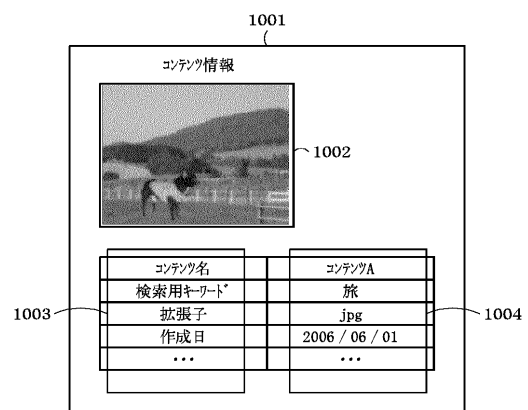 1001
コンテンツ情報
1002
コンテンツ名 コンテンツA
検索用キーワード 旅
1003 拡張子 jpg 1004
作成日 2006 / 06 / 01
・・・ ・・・